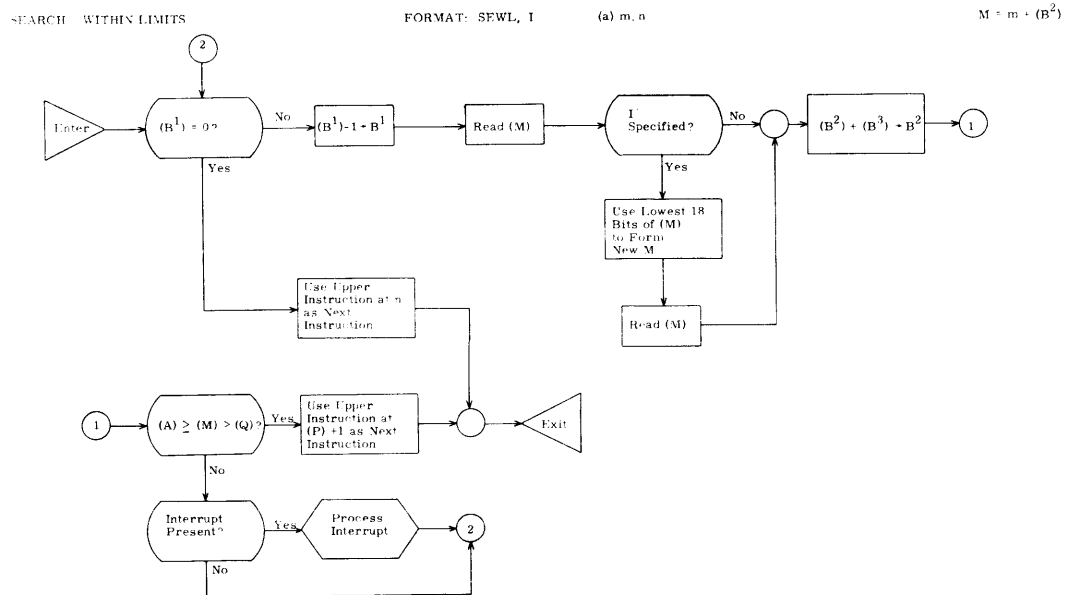 SEARCH WITHIN LIMITS FORMAT: SEWL, I (a) m, n M = m + (B²)
2
Enter
(B¹) = 0?
No
(B¹)-1→B¹
Read (M)
I
Specified?
No
(B²) + (B³) → B²
1
Yes
Yes
Use Lowest 18
Bits of (M)
to Form
New M
Read (M)
Use Upper
Instruction at n
as Next
Instruction
1
(A) ≥ (M) > (Q)?
Yes
Use Upper
Instruction at
(P) +1 as Next
Instruction
Exit
No
Interrupt
Present?
Yes
Process
Interrupt
2
No